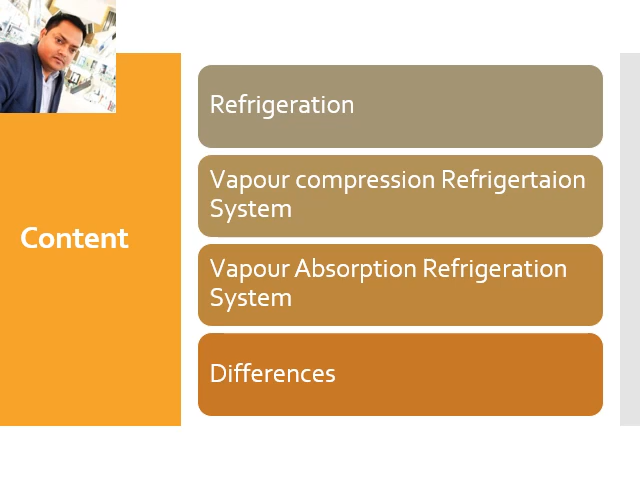 Refrigeration
Vapour compression Refrigertaion
System
Content
Vapour Absorption Refrigeration
System
Differences